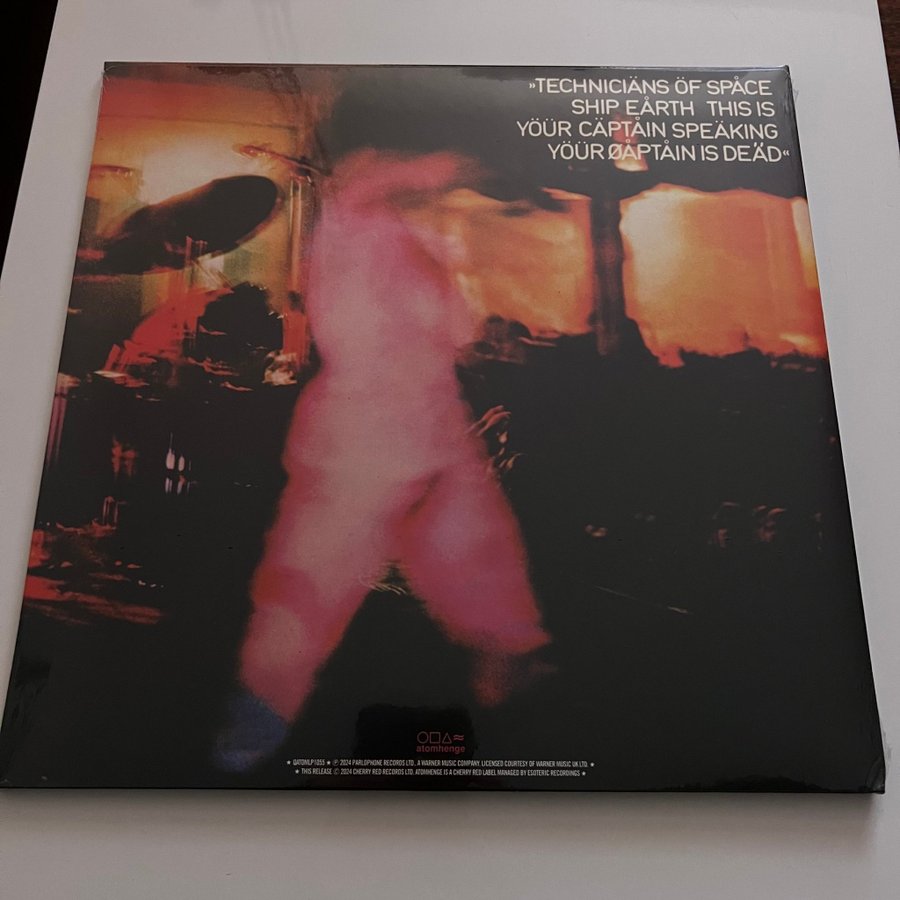 »TECHNICIÄNS ÖF SPÅCE
SHIP EÅRTH THIS IS
YÖÜR CÄPTÅIN SPEÄKING
YÖÜR ØÅPTÅIN IS DEÄD«
atomhenge
★ QATOMLP1055 ★ ℗ 2024 PARLOPHONE RECORDS LTD., A WARNER MUSIC COMPANY. LICENSED COURTESY OF WARNER MUSIC UK LTD. ★
★ THIS RELEASE © 2024 CHERRY RED RECORDS LTD. ATOMHENGE IS A CHERRY RED LABEL MANAGED BY ESOTERIC RECORDINGS ★